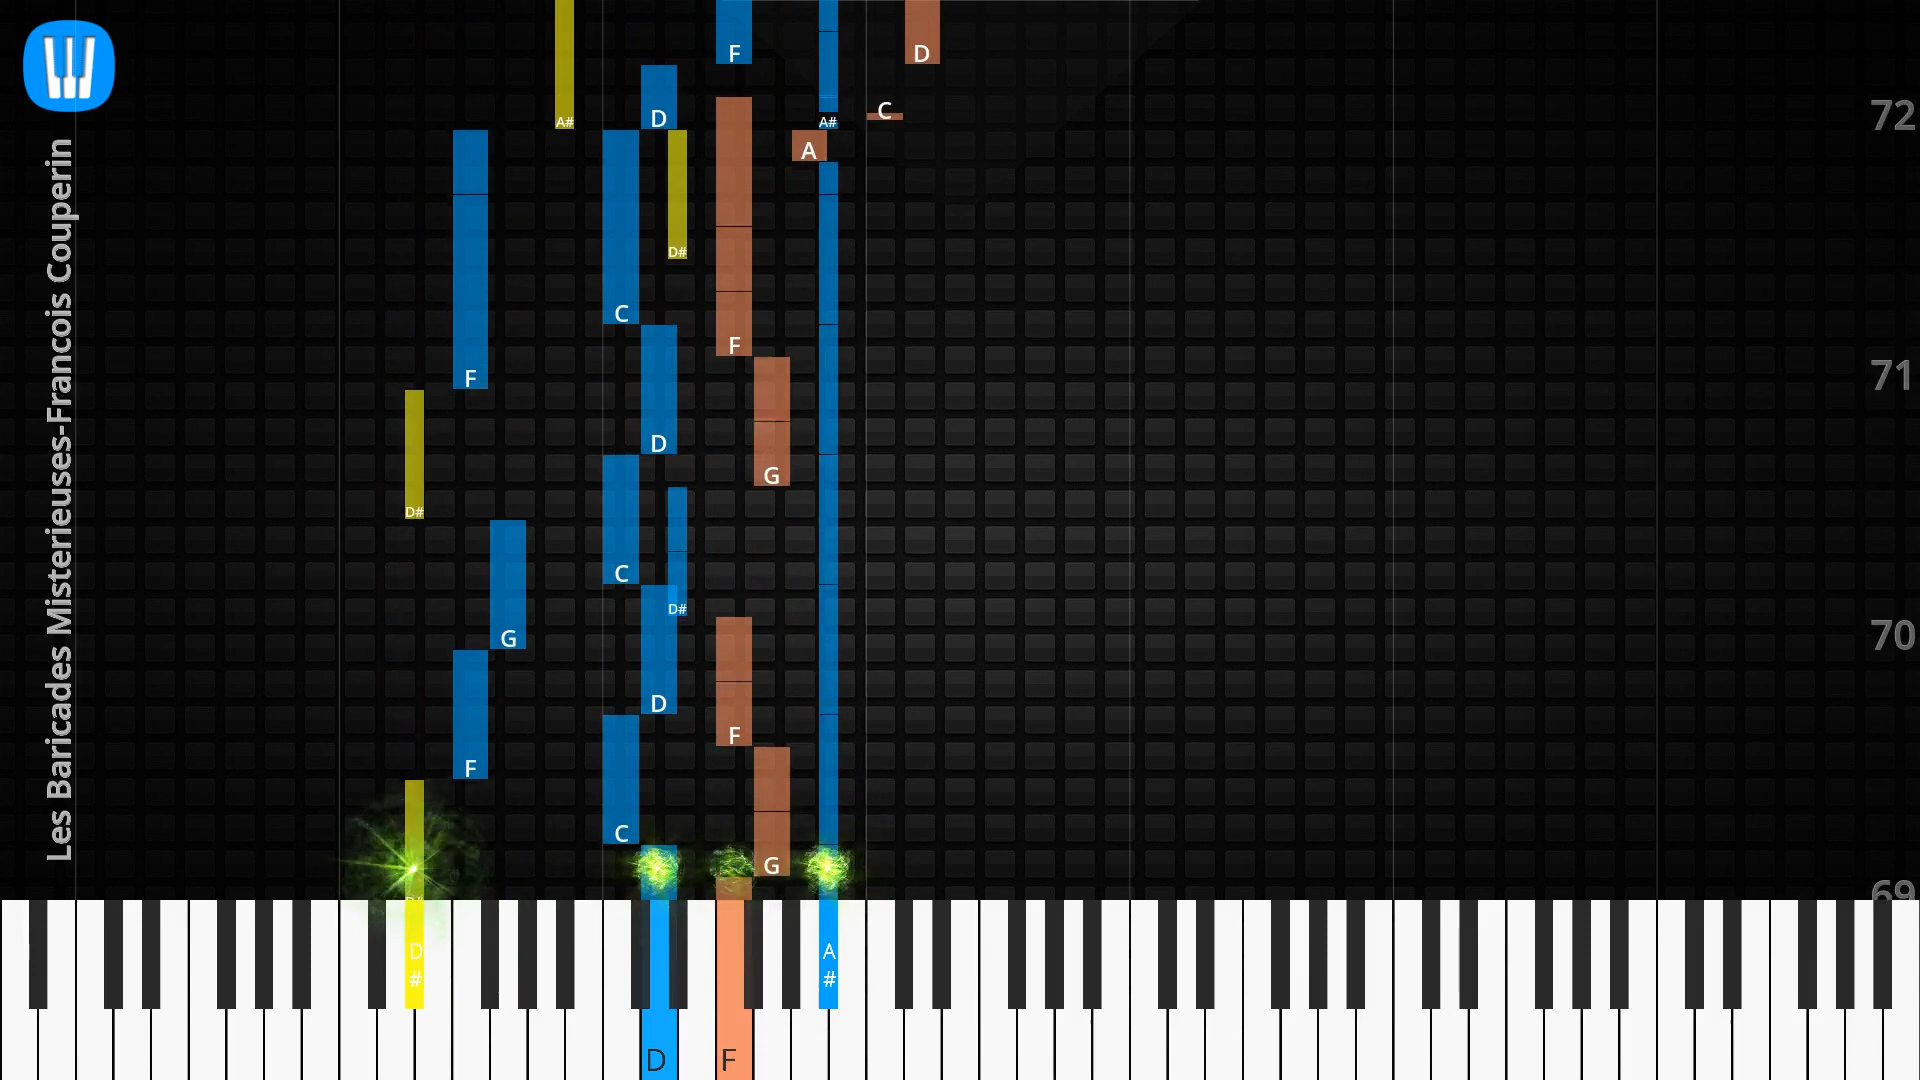 Les Baricades Misterieuses-Francois Couperin
F
D
72
C
D
A#
A#
A
D#
C
F
F
71
D
G
D#
C
D#
G
70
D
F
F
C
G
69
D
#
A
#
D
F